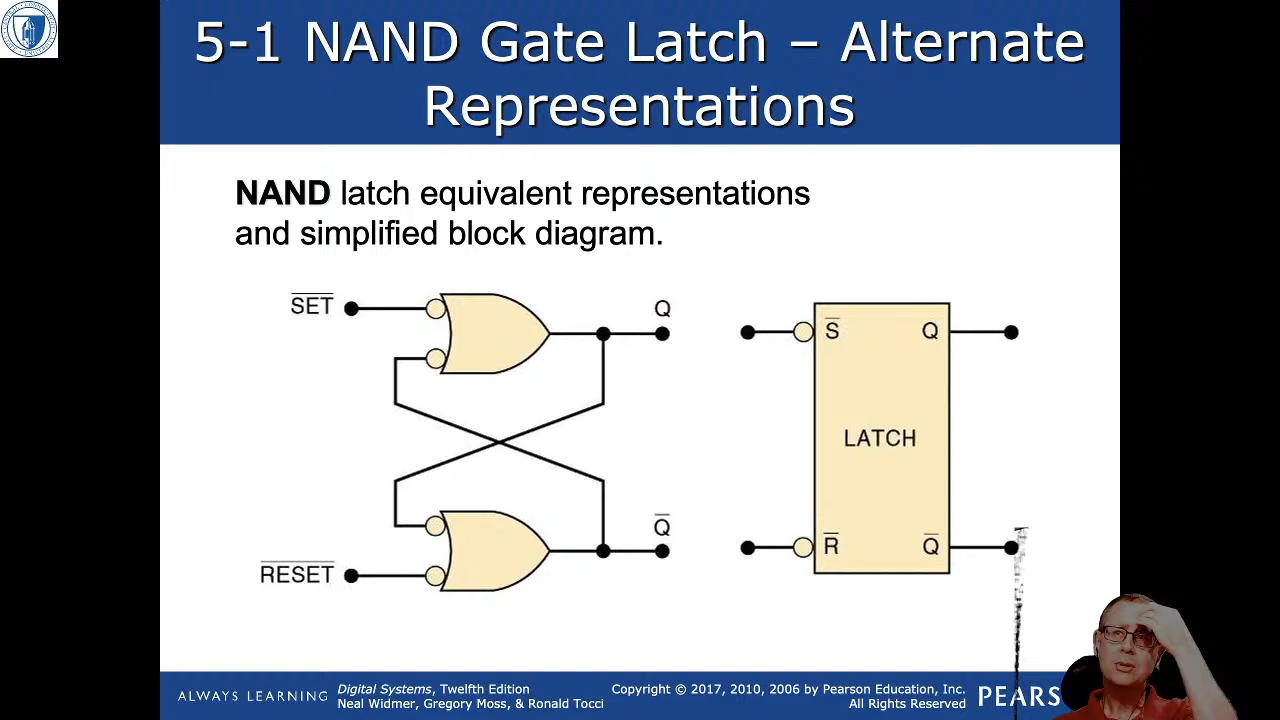 5-1 NAND Gate Latch – Alternate
Representations
NAND latch equivalent representations
and simplified block diagram.
S̅E̅T̅
Q
Q̅
R̅E̅S̅E̅T̅
S̅
Q
LATCH
R̅
Q̅
ALWAYS LEARNING
Digital Systems, Twelfth Edition
Neal Widmer, Gregory Moss, & Ronald Tocci
Copyright © 2017, 2010, 2006 by Pearson Education, Inc.
All Rights Reserved
PEARS